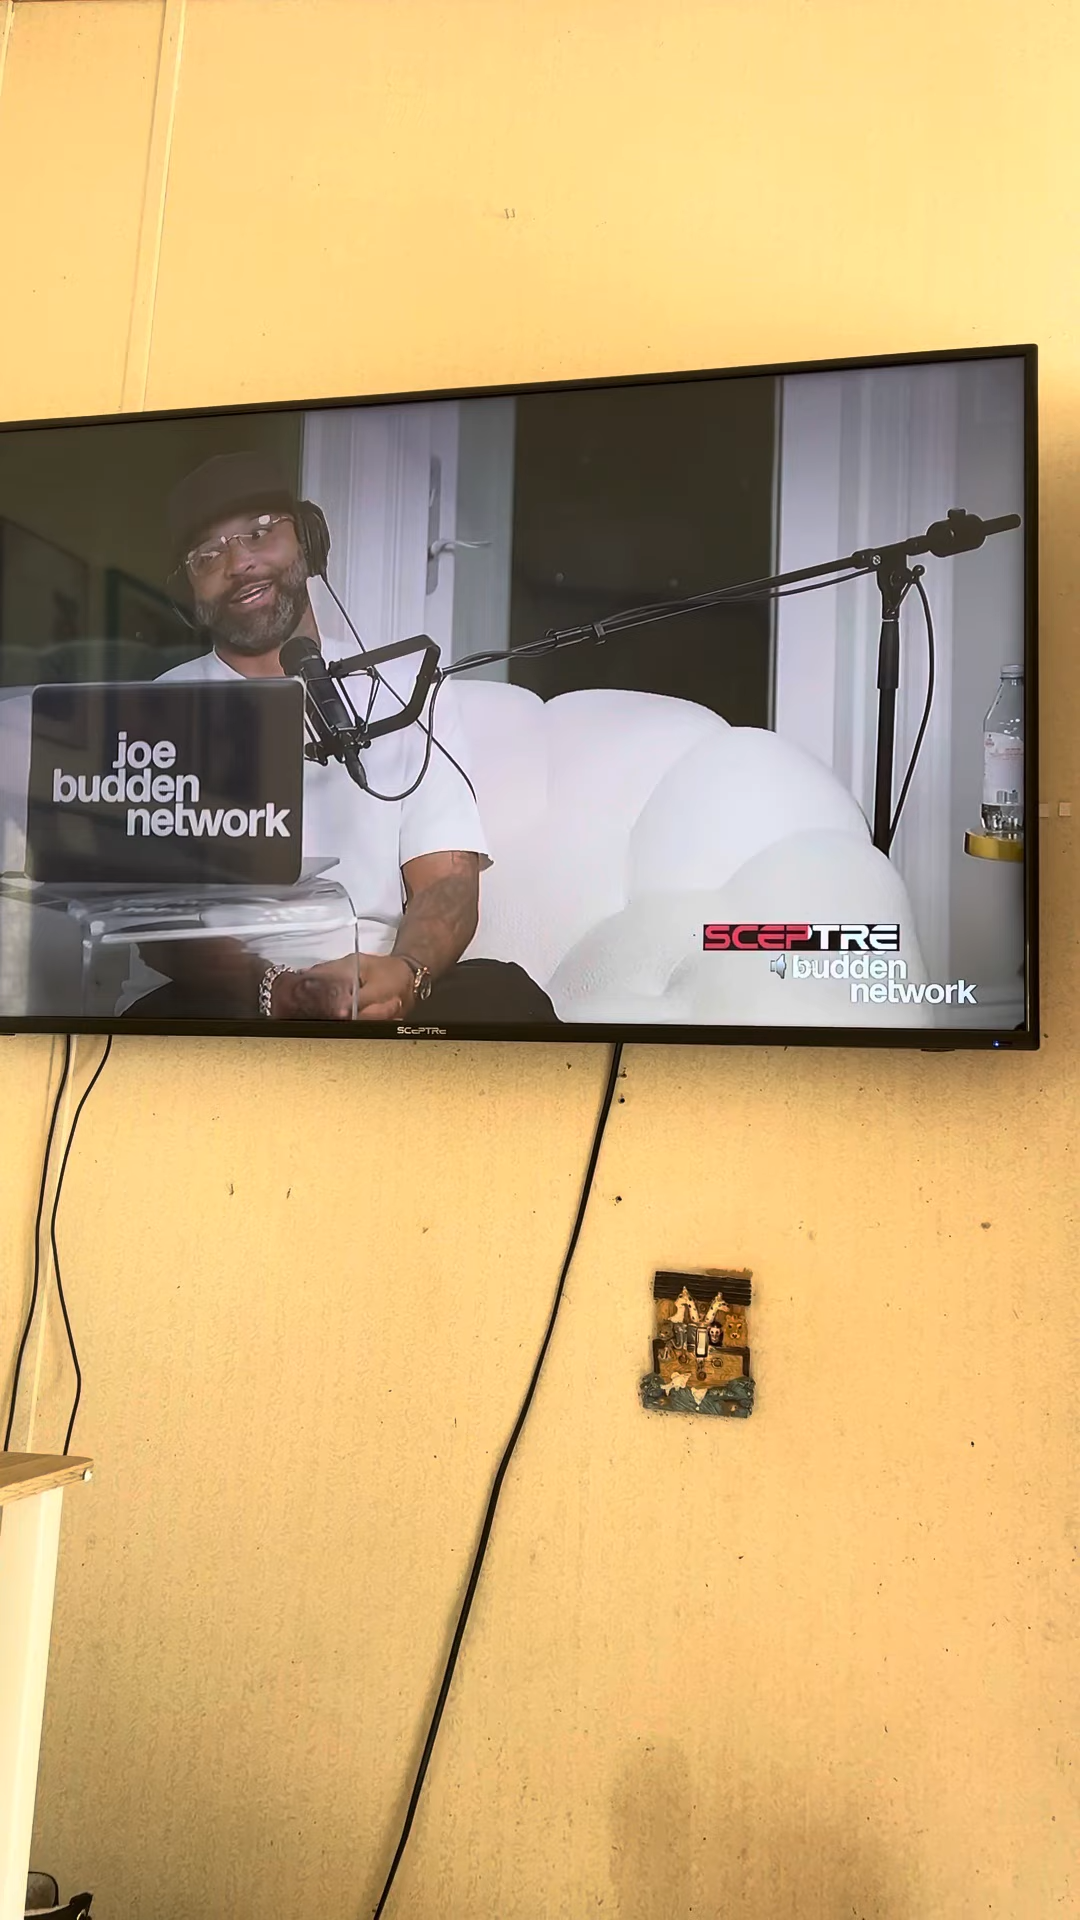 joe
budden
network
SCEPTRE
budden
network
SCEPTRE